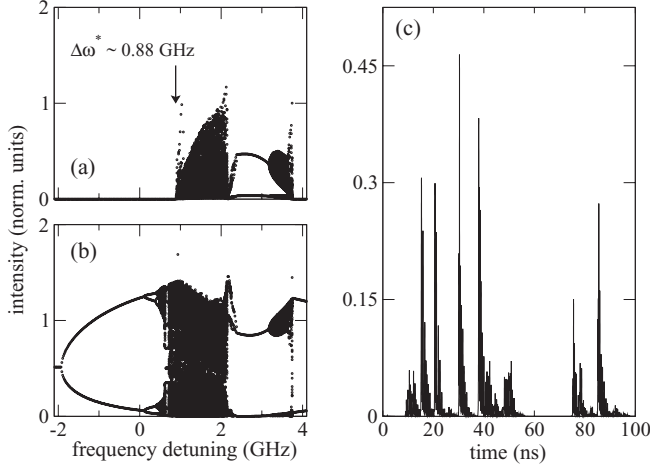 2
Δω* ~ 0.88 GHz
1
(a)
0
2
(b)
1
0
-2
0
2
4
frequency detuning (GHz)
intensity (norm. units)
(c)
0.45
0.3
0.15
0
0
20
40
60
80
100
time (ns)